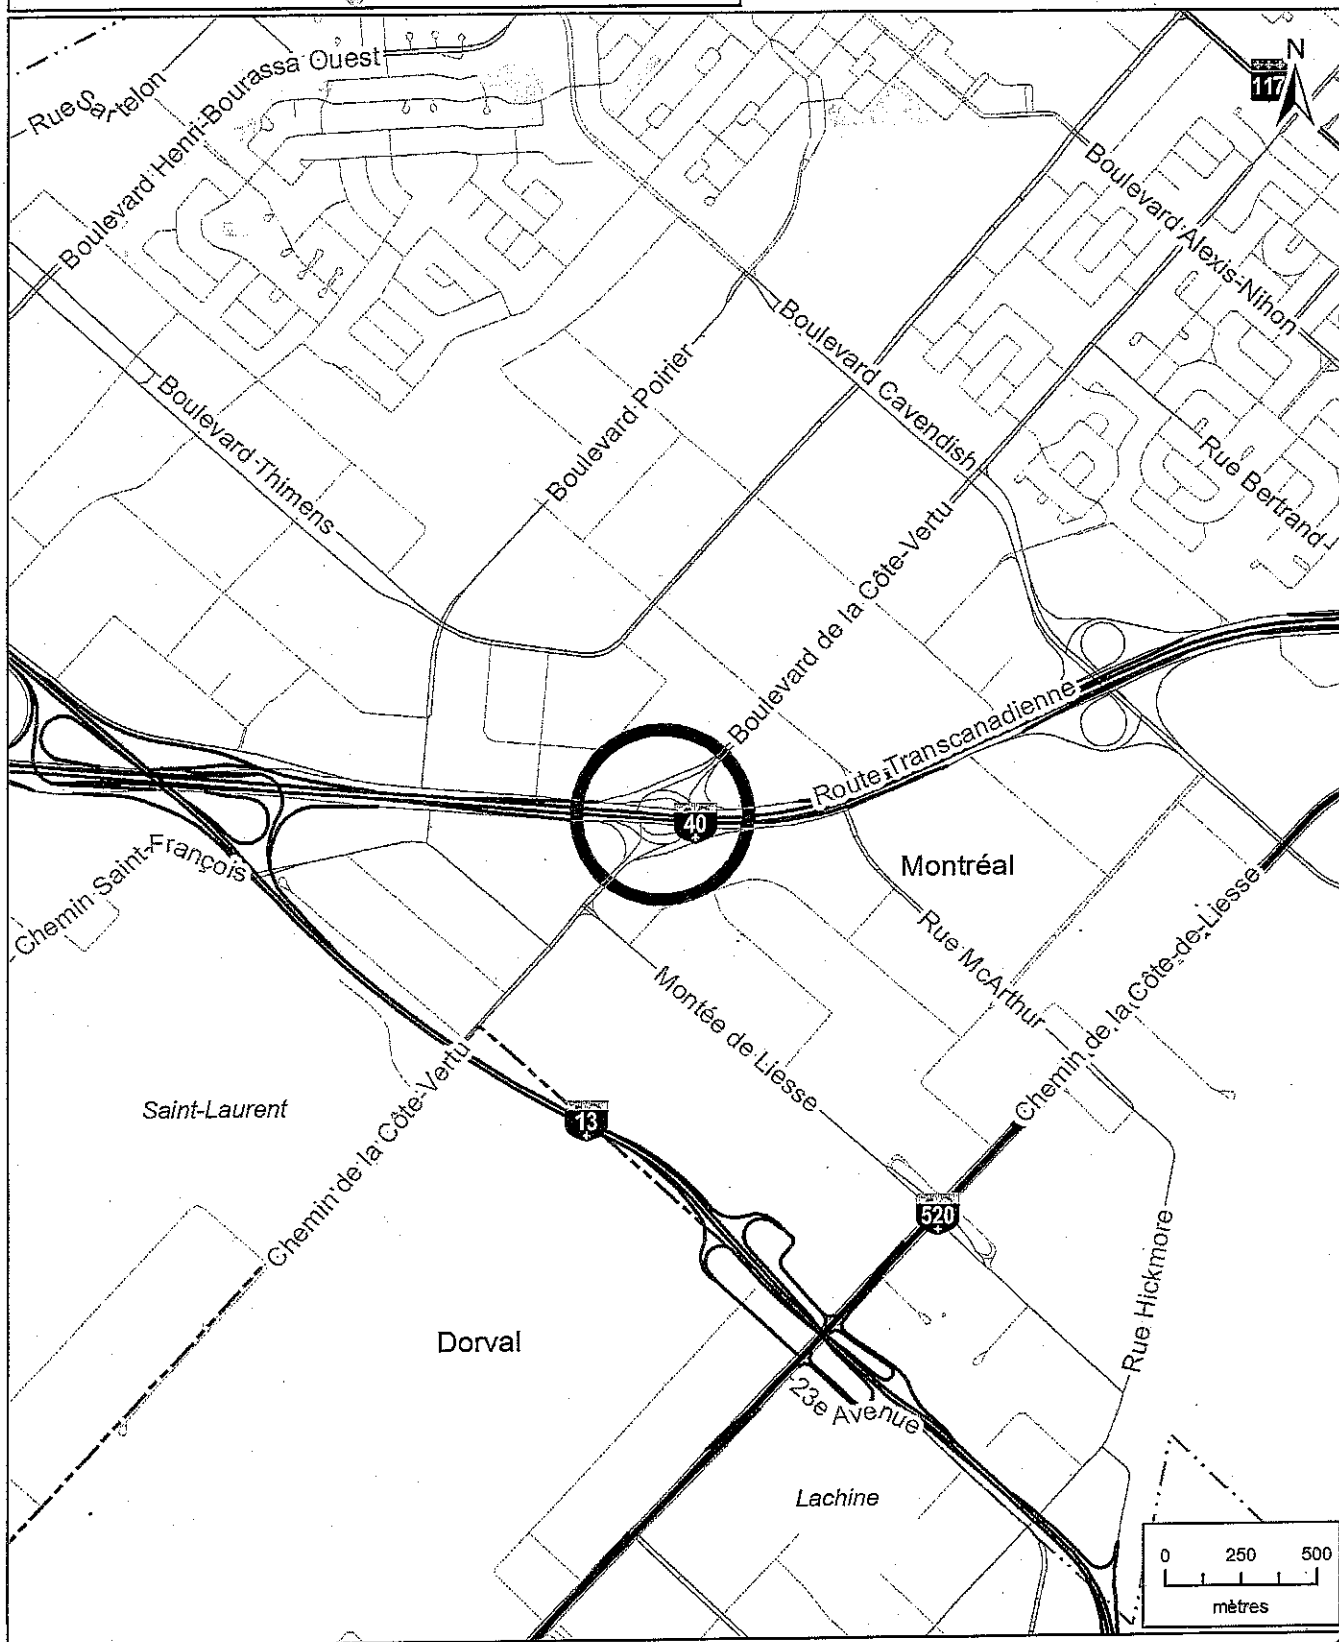 N
117
Rue Sartelon
Boulevard Henri-Bourassa Ouest
Boulevard Alexis-Nihon
Boulevard Poirier
Boulevard Cavendish
Boulevard Thimens
Rue Bertrand
Boulevard de la Côte-Vertu
Route Transcanadienne
40
Chemin Saint-François
Montréal
Rue McArthur
Chemin de la Côte-de-Liesse
Montée de Liesse
Chemin de la Côte-Vertu
Saint-Laurent
13
520
Rue Hickmore
Dorval
23e Avenue
Lachine
0 250 500
mètres